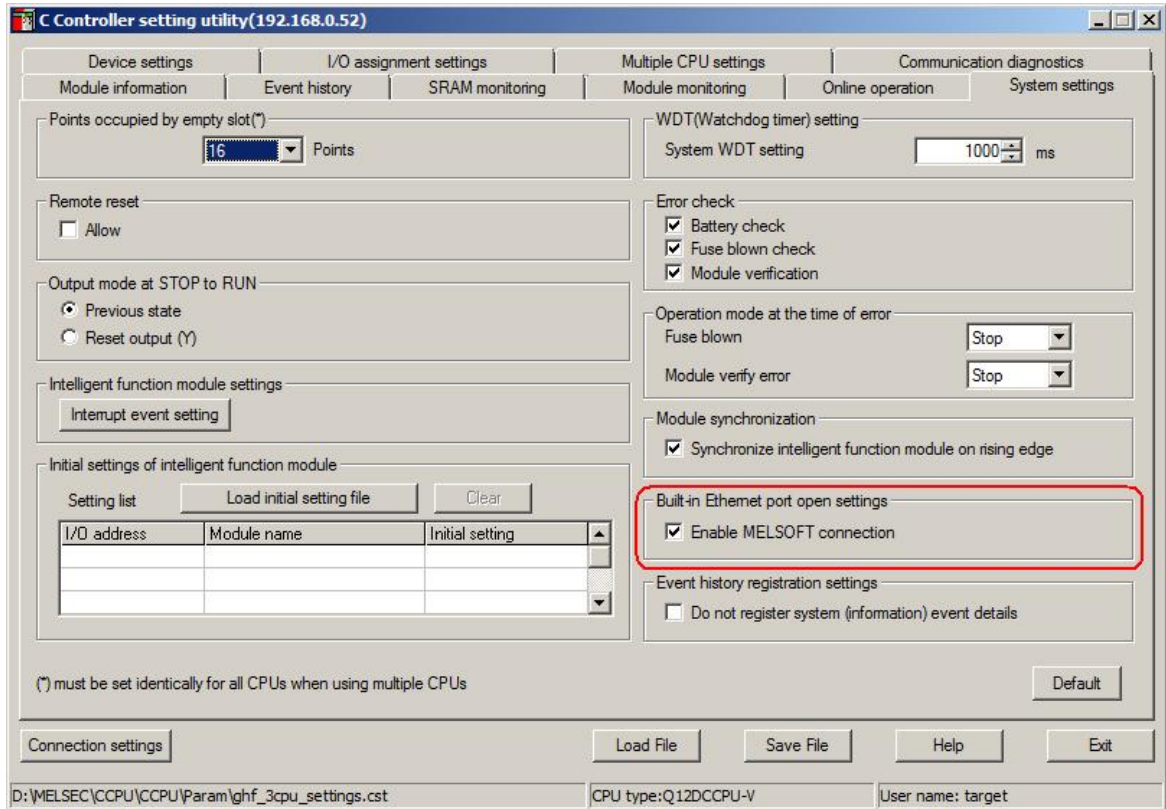 C Controller setting utility(192.168.0.52)
Device settings
I/O assignment settings
Multiple CPU settings
Communication diagnostics
Module information
Event history
SRAM monitoring
Module monitoring
Online operation
System settings
Points occupied by empty slot(*)
16
Points
Remote reset
Allow
Output mode at STOP to RUN
Previous state
Reset output (Y)
Intelligent function module settings
Interrupt event setting
Initial settings of intelligent function module
Setting list
Load initial setting file
Clear
I/O address
Module name
Initial setting
WDT(Watchdog timer) setting
System WDT setting
1000
ms
Error check
Battery check
Fuse blown check
Module verification
Operation mode at the time of error
Fuse blown
Stop
Module verify error
Stop
Module synchronization
Synchronize intelligent function module on rising edge
Built-in Ethernet port open settings
Enable MELSOFT connection
Event history registration settings
Do not register system (information) event details
(*) must be set identically for all CPUs when using multiple CPUs
Default
Connection settings
Load File
Save File
Help
Exit
D:\MELSEC\CCPU\CCPU\Param\ghf_3cpu_settings.cst
CPU type:Q12DCCPU-V
User name: target